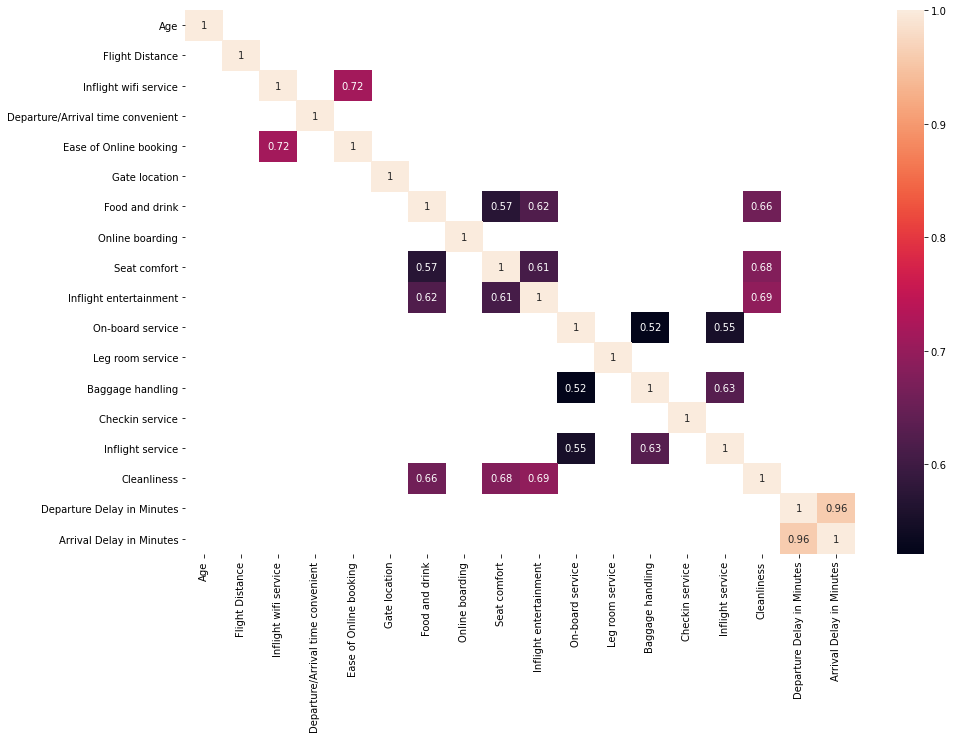 Age 1
Flight Distance 1
Inflight wifi service 1 0.72
Departure/Arrival time convenient 1
Ease of Online booking 0.72 1
Gate location 1
Food and drink 1 0.57 0.62 0.66
Online boarding 1
Seat comfort 0.57 1 0.61 0.68
Inflight entertainment 0.62 0.61 1 0.69
On-board service 1 0.52 0.55
Leg room service 1
Baggage handling 0.52 1 0.63
Checkin service 1
Inflight service 0.55 0.63 1
Cleanliness 0.66 0.68 0.69 1
Departure Delay in Minutes 1 0.96
Arrival Delay in Minutes 0.96 1
Age
Flight Distance
Inflight wifi service
Departure/Arrival time convenient
Ease of Online booking
Gate location
Food and drink
Online boarding
Seat comfort
Inflight entertainment
On-board service
Leg room service
Baggage handling
Checkin service
Inflight service
Cleanliness
Departure Delay in Minutes
Arrival Delay in Minutes
1.0
0.9
0.8
0.7
0.6